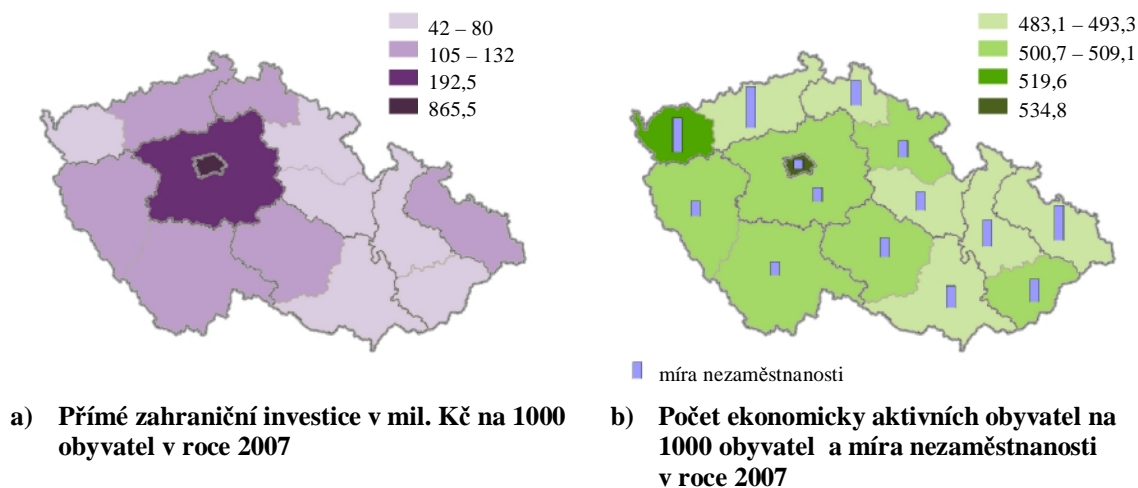 42 – 80
105 – 132
192,5
865,5
483,1 – 493,3
500,7 – 509,1
519,6
534,8
míra nezaměstnanosti
a) Přímé zahraniční investice v mil. Kč na 1000
obyvatel v roce 2007
b) Počet ekonomicky aktivních obyvatel na
1000 obyvatel a míra nezaměstnanosti
v roce 2007